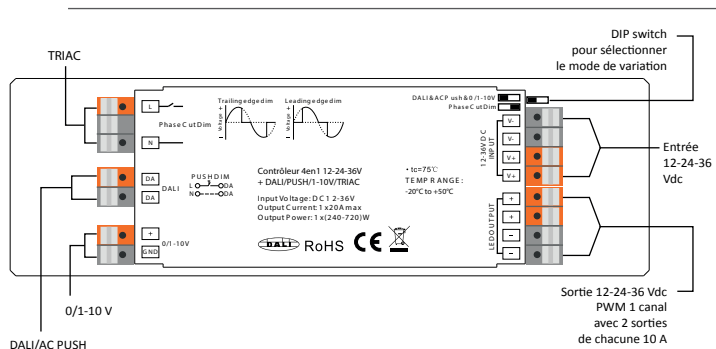 DIP switch
pour sélectionner
le mode de variation
TRIAC
L
N
Phase Cut Dim
Trailing edge dim
Leading edge dim
+
Voltage
-
+
Voltage
-
DALI&AC Push&0/1-10V
Phase Cut Dim
DA
DA
DALI
PUSH DIM
L DA
N DA
+
GND
0/1-10V
Contrôleur 4en1 12-24-36V
+ DALI/PUSH/1-10V/TRIAC
Input Voltage: DC12-36V
Output Current: 1x20A max
Output Power: 1x(240-720)W
• tc=75℃
TEMP RANGE:
-20℃ to +50℃
DALI
RoHS
CE
12-36VDC
INPUT
V-
V-
V+
V+
LED OUTPUT
+
+
-
-
Entrée
12-24-36
Vdc
0/1-10 V
DALI/AC PUSH
Sortie 12-24-36 Vdc
PWM 1 canal
avec 2 sorties
de chacune 10 A